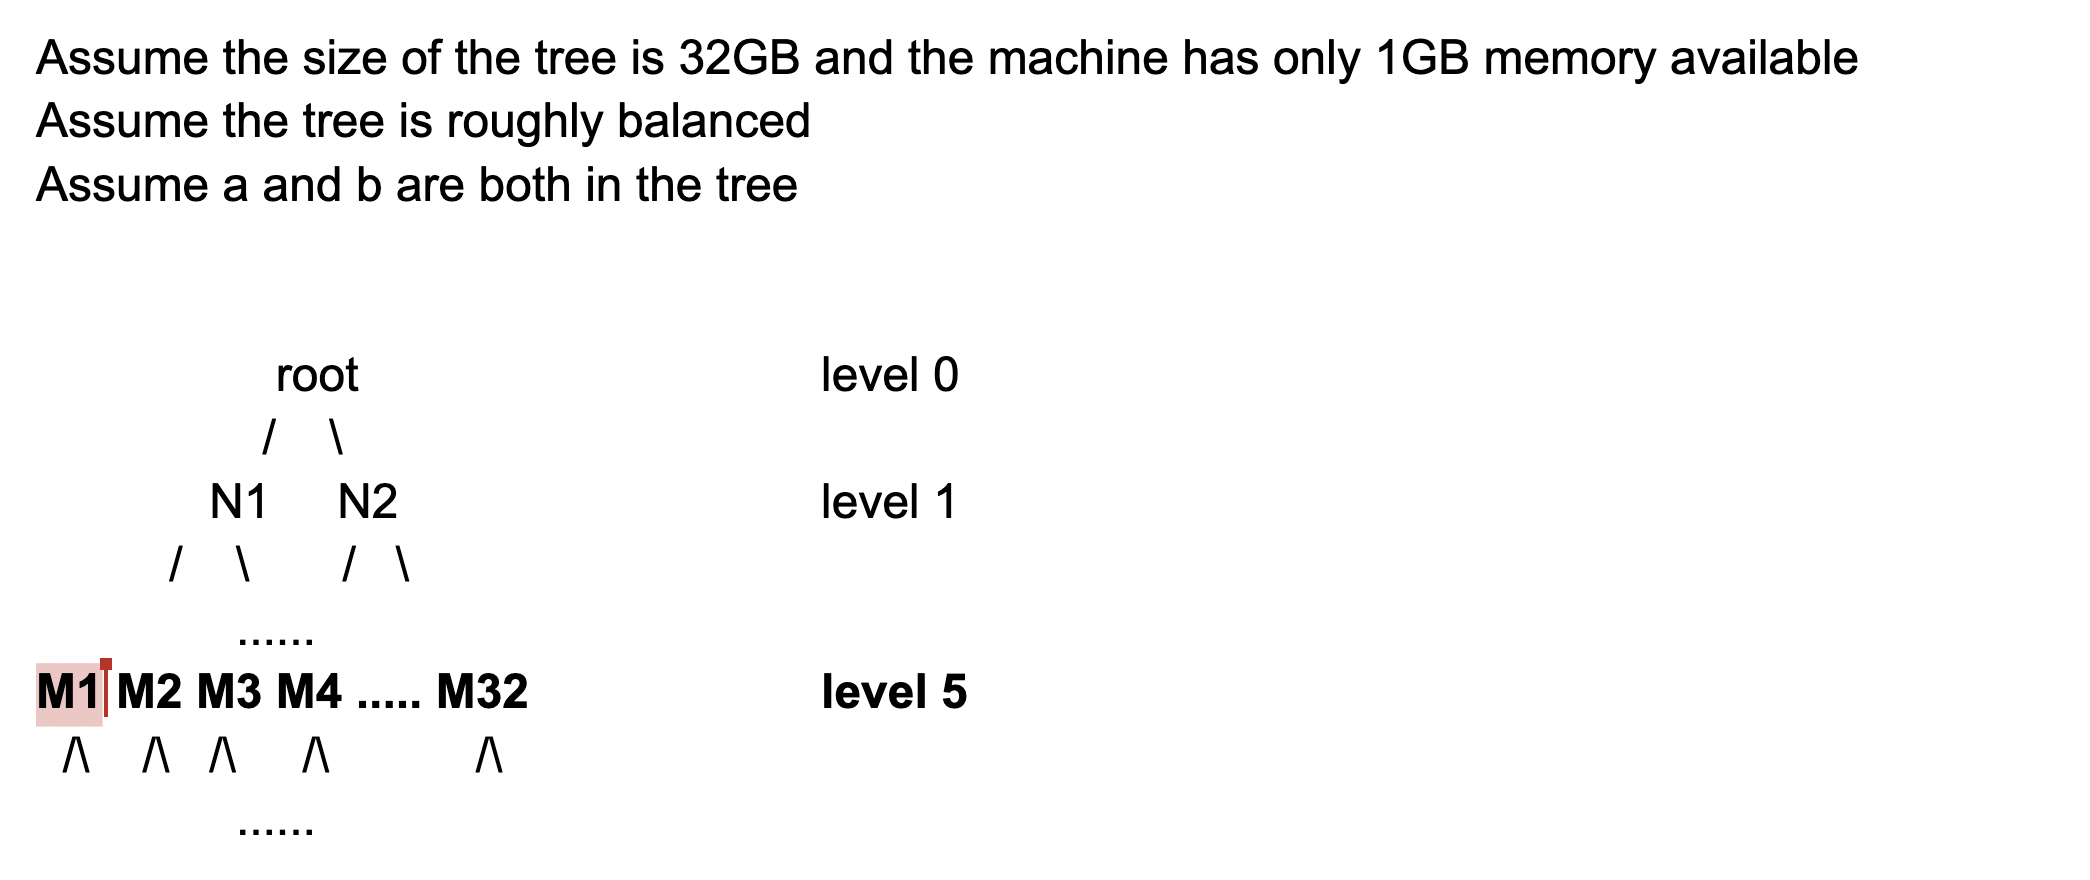 Assume the size of the tree is 32GB and the machine has only 1GB memory available
Assume the tree is roughly balanced
Assume a and b are both in the tree
root level 0
/ \
N1 N2 level 1
/ \ / \
......
M1 M2 M3 M4 ..... M32 level 5
/\ /\ /\ /\ /\
......